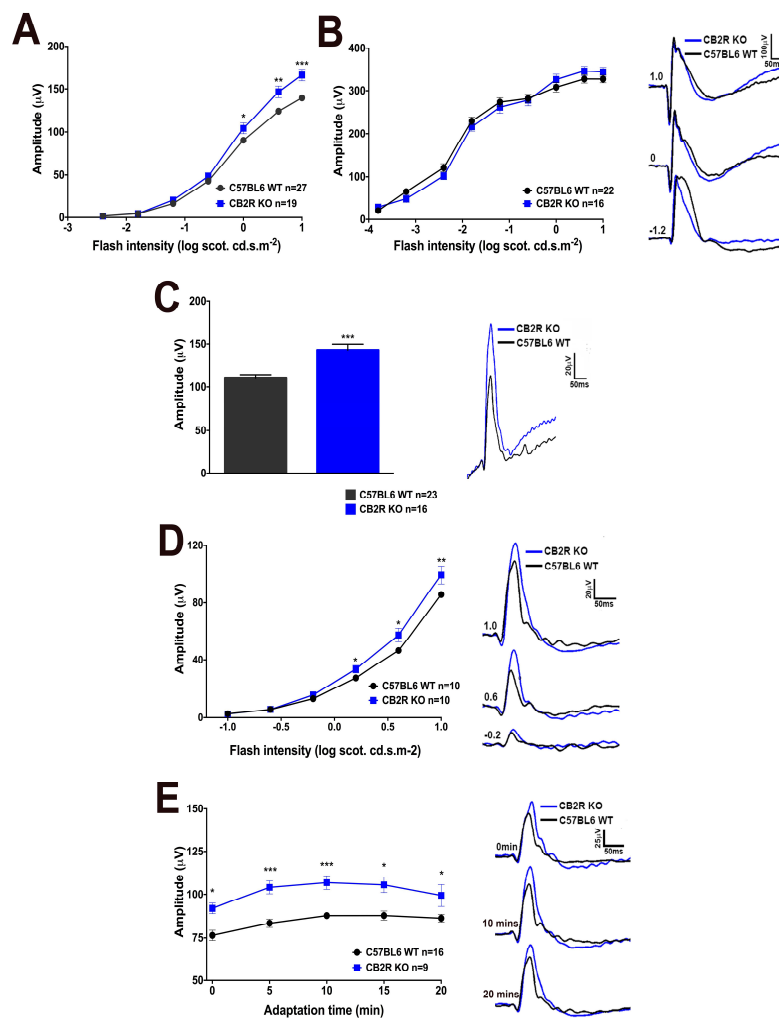 A
Amplitude (µV)
200
150
100
50
0
-3
-2
-1
0
1
*
**
***
C57BL6 WT n=27
CB2R KO n=19
Flash intensity (log scot. cd.s.m-2)
B
Amplitude (µV)
400
300
200
100
0
-4
-3
-2
-1
0
1
C57BL6 WT n=22
CB2R KO n=16
Flash intensity (log scot. cd.s.m-2)
CB2R KO
C57BL6 WT
100µV
50m
1.0
0
-1.2
C
Amplitude (µV)
200
150
100
50
0
***
C57BL6 WT n=23
CB2R KO n=16
CB2R KO
C57BL6 WT
20µV
50ms
D
Amplitude (µV)
120
80
40
0
-1.0
-0.5
0.0
0.5
1.0
*
*
**
C57BL6 WT n=10
CB2R KO n=10
Flash intensity (log scot. cd.s.m-2)
CB2R KO
C57BL6 WT
20µV
50ms
1.0
0.6
-0.2
E
Amplitude (µV)
150
125
100
75
50
0
5
10
15
20
*
***
***
*
*
C57BL6 WT n=16
CB2R KO n=9
Adaptation time (min)
CB2R KO
C57BL6 WT
25µV
50ms
0min
10 mins
20 mins